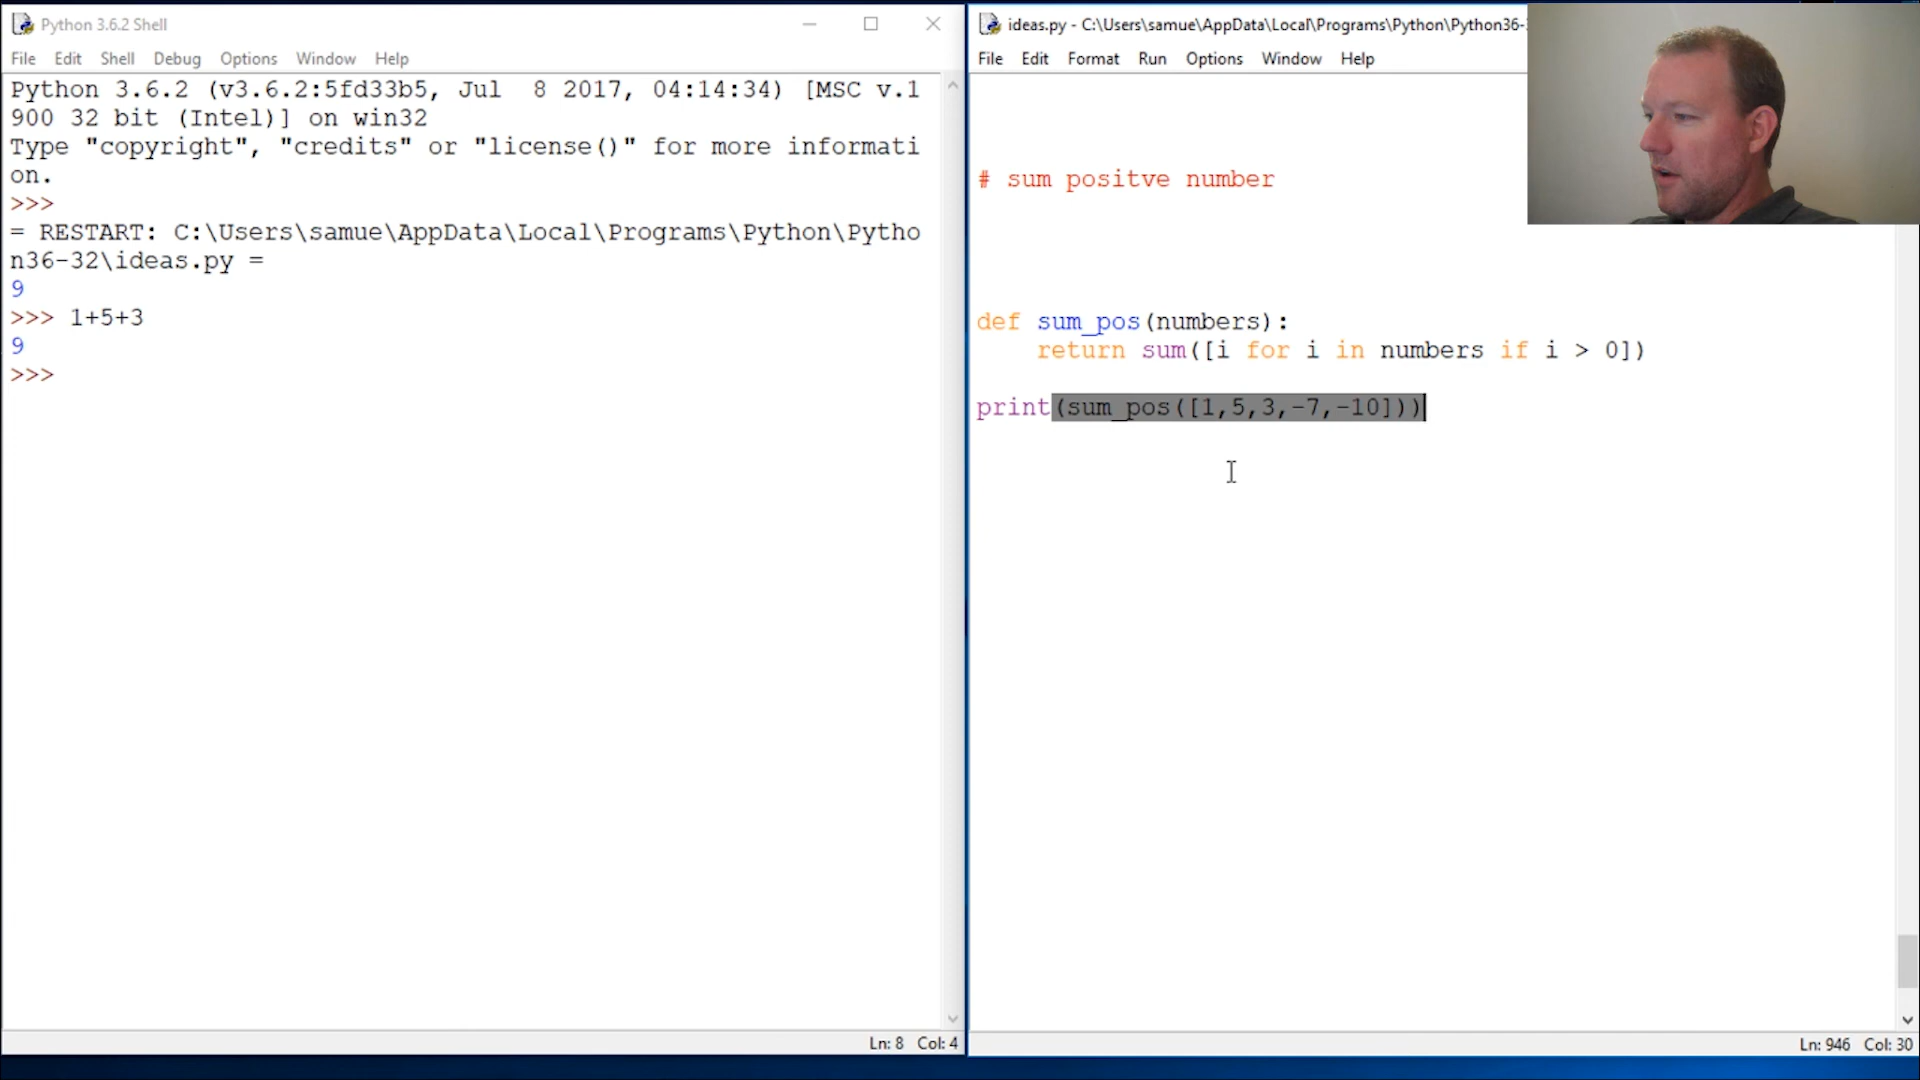 Python 3.6.2 Shell
File Edit Shell Debug Options Window Help
Python 3.6.2 (v3.6.2:5fd33b5, Jul  8 2017, 04:14:34) [MSC v.1
900 32 bit (Intel)] on win32
Type "copyright", "credits" or "license()" for more informati
on.
>>>
= RESTART: C:\Users\samue\AppData\Local\Programs\Python\Pytho
n36-32\ideas.py =
9
>>> 1+5+3
9
>>>
Ln: 8 Col: 4
ideas.py - C:\Users\samue\AppData\Local\Programs\Python\Python36-
File Edit Format Run Options Window Help
# sum positve number
def sum_pos(numbers):
    return sum([i for i in numbers if i > 0])
print(sum_pos([1,5,3,-7,-10]))
Ln: 946 Col: 30